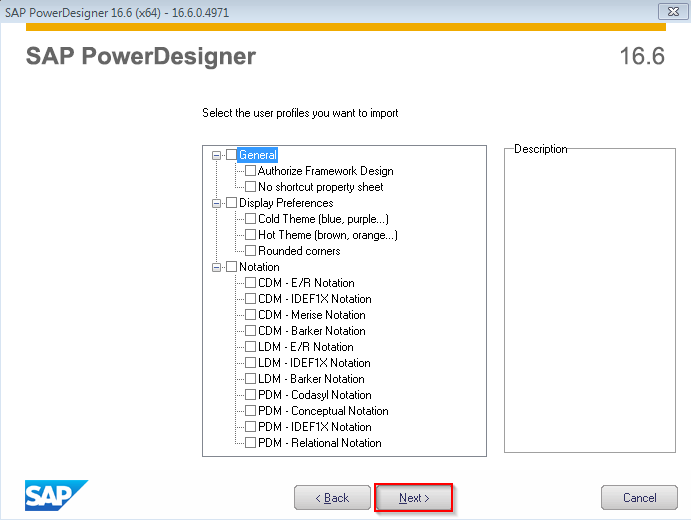 SAP PowerDesigner 16.6 (x64) - 16.6.0.4971
SAP PowerDesigner 16.6
Select the user profiles you want to import
General
Authorize Framework Design
No shortcut property sheet
Display Preferences
Cold Theme (blue, purple...)
Hot Theme (brown, orange...)
Rounded corners
Notation
CDM - E/R Notation
CDM - IDEF1X Notation
CDM - Merise Notation
CDM - Barker Notation
LDM - E/R Notation
LDM - IDEF1X Notation
LDM - Barker Notation
PDM - Codasyl Notation
PDM - Conceptual Notation
PDM - IDEF1X Notation
PDM - Relational Notation
Description
SAP
< Back
Next >
Cancel